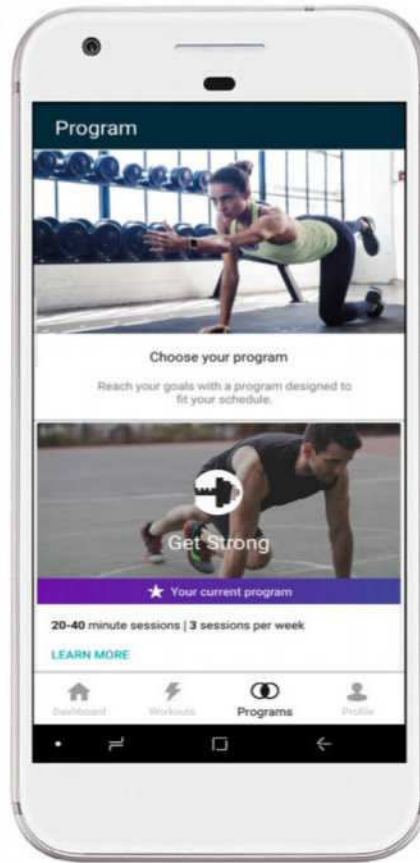 Program
Choose your program
Reach your goals with a program designed to
fit your schedule.
Get Strong
★ Your current program
20-40 minute sessions | 3 sessions per week
LEARN MORE
Dashboard Workouts Programs Profile